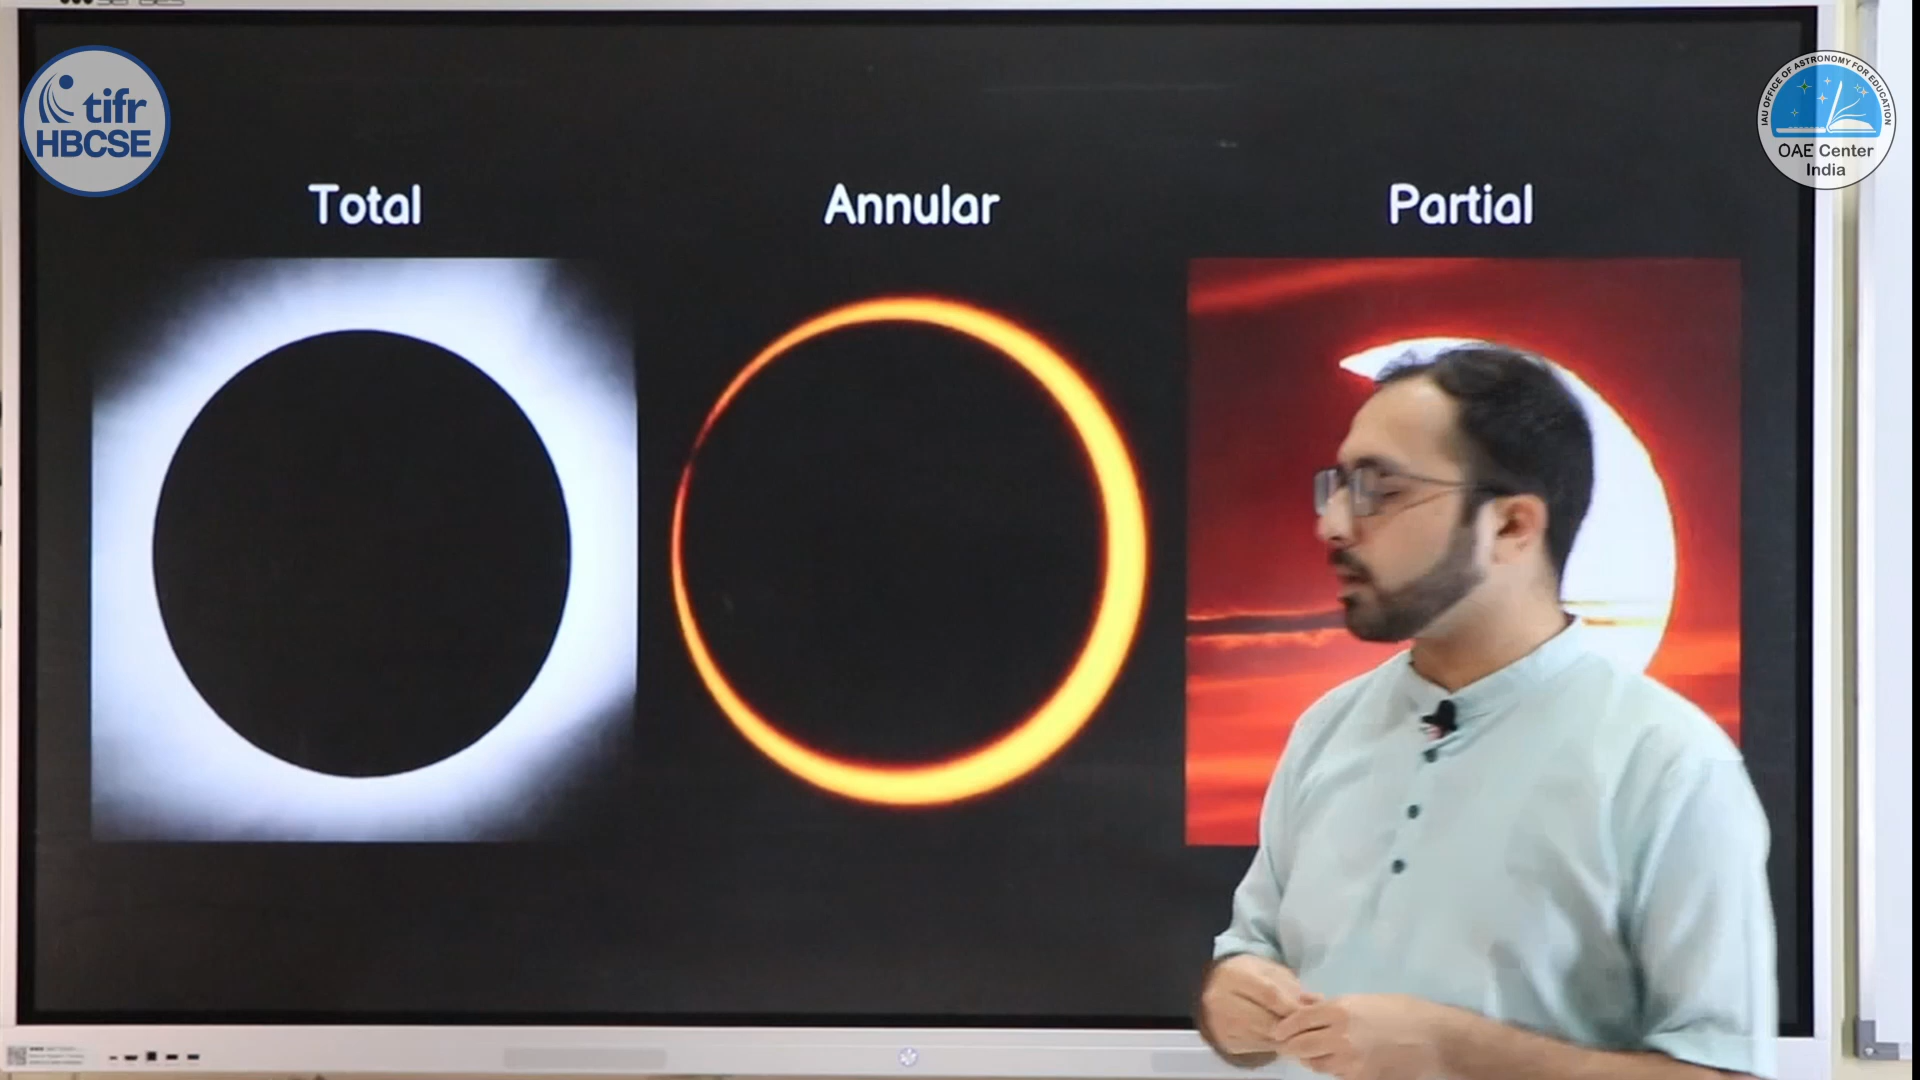 tifr
HBCSE
IAU OFFICE OF ASTRONOMY FOR EDUCATION
OAE Center
India
Total
Annular
Partial